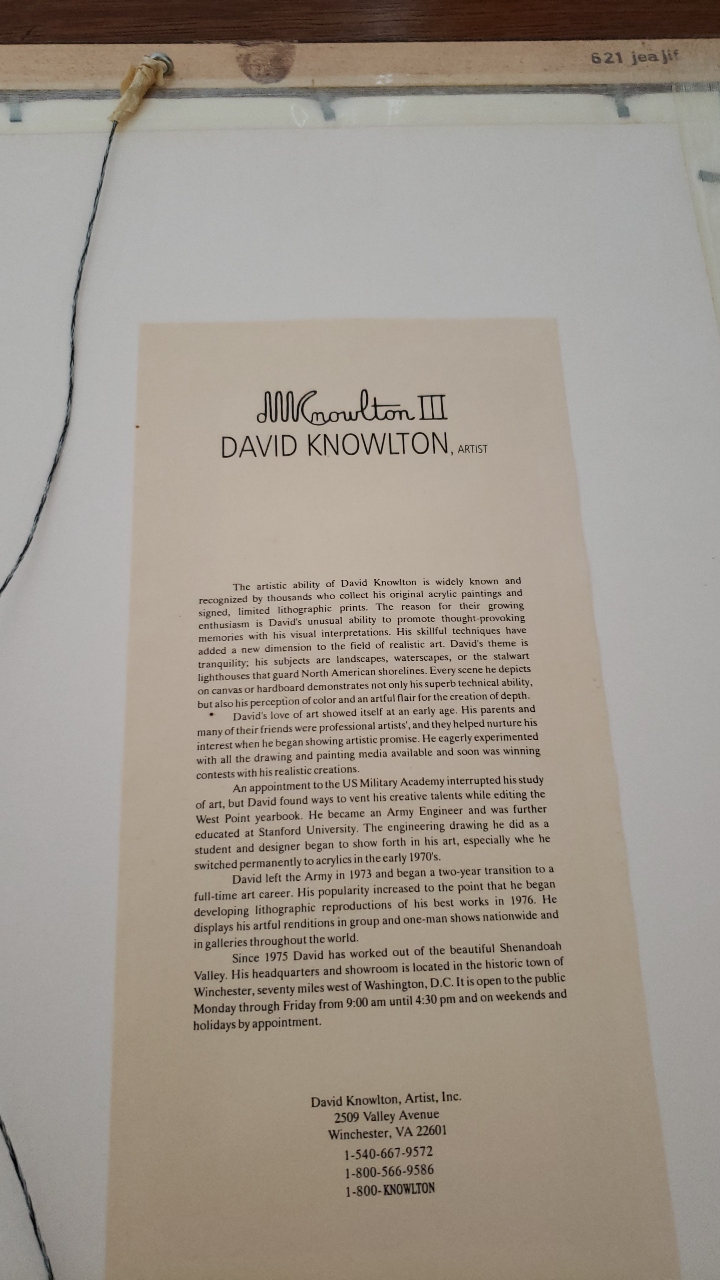 621 jeajif
DWKnowlton III
DAVID KNOWLTON, ARTIST
The artistic ability of David Knowlton is widely known and
recognized by thousands who collect his original acrylic paintings and
signed, limited lithographic prints. The reason for their growing
enthusiasm is David's unusual ability to promote thought-provoking
memories with his visual interpretations. His skillful techniques have
added a new dimension to the field of realistic art. David's theme is
tranquility; his subjects are landscapes, waterscapes, or the stalwart
lighthouses that guard North American shorelines. Every scene he depicts
on canvas or hardboard demonstrates not only his superb technical ability,
but also his perception of color and an artful flair for the creation of depth.
David's love of art showed itself at an early age. His parents and
many of their friends were professional artists', and they helped nurture his
interest when he began showing artistic promise. He eagerly experimented
with all the drawing and painting media available and soon was winning
contests with his realistic creations.
An appointment to the US Military Academy interrupted his study
of art, but David found ways to vent his creative talents while editing the
West Point yearbook. He became an Army Engineer and was further
educated at Stanford University. The engineering drawing he did as a
student and designer began to show forth in his art, especially whe he
switched permanently to acrylics in the early 1970's.
David left the Army in 1973 and began a two-year transition to a
full-time art career. His popularity increased to the point that he began
developing lithographic reproductions of his best works in 1976. He
displays his artful renditions in group and one-man shows nationwide and
in galleries throughout the world.
Since 1975 David has worked out of the beautiful Shenandoah
Valley. His headquarters and showroom is located in the historic town of
Winchester, seventy miles west of Washington, D.C. It is open to the public
Monday through Friday from 9:00 am until 4:30 pm and on weekends and
holidays by appointment.
David Knowlton, Artist, Inc.
2509 Valley Avenue
Winchester, VA 22601
1-540-667-9572
1-800-566-9586
1-800-KNOWLTON